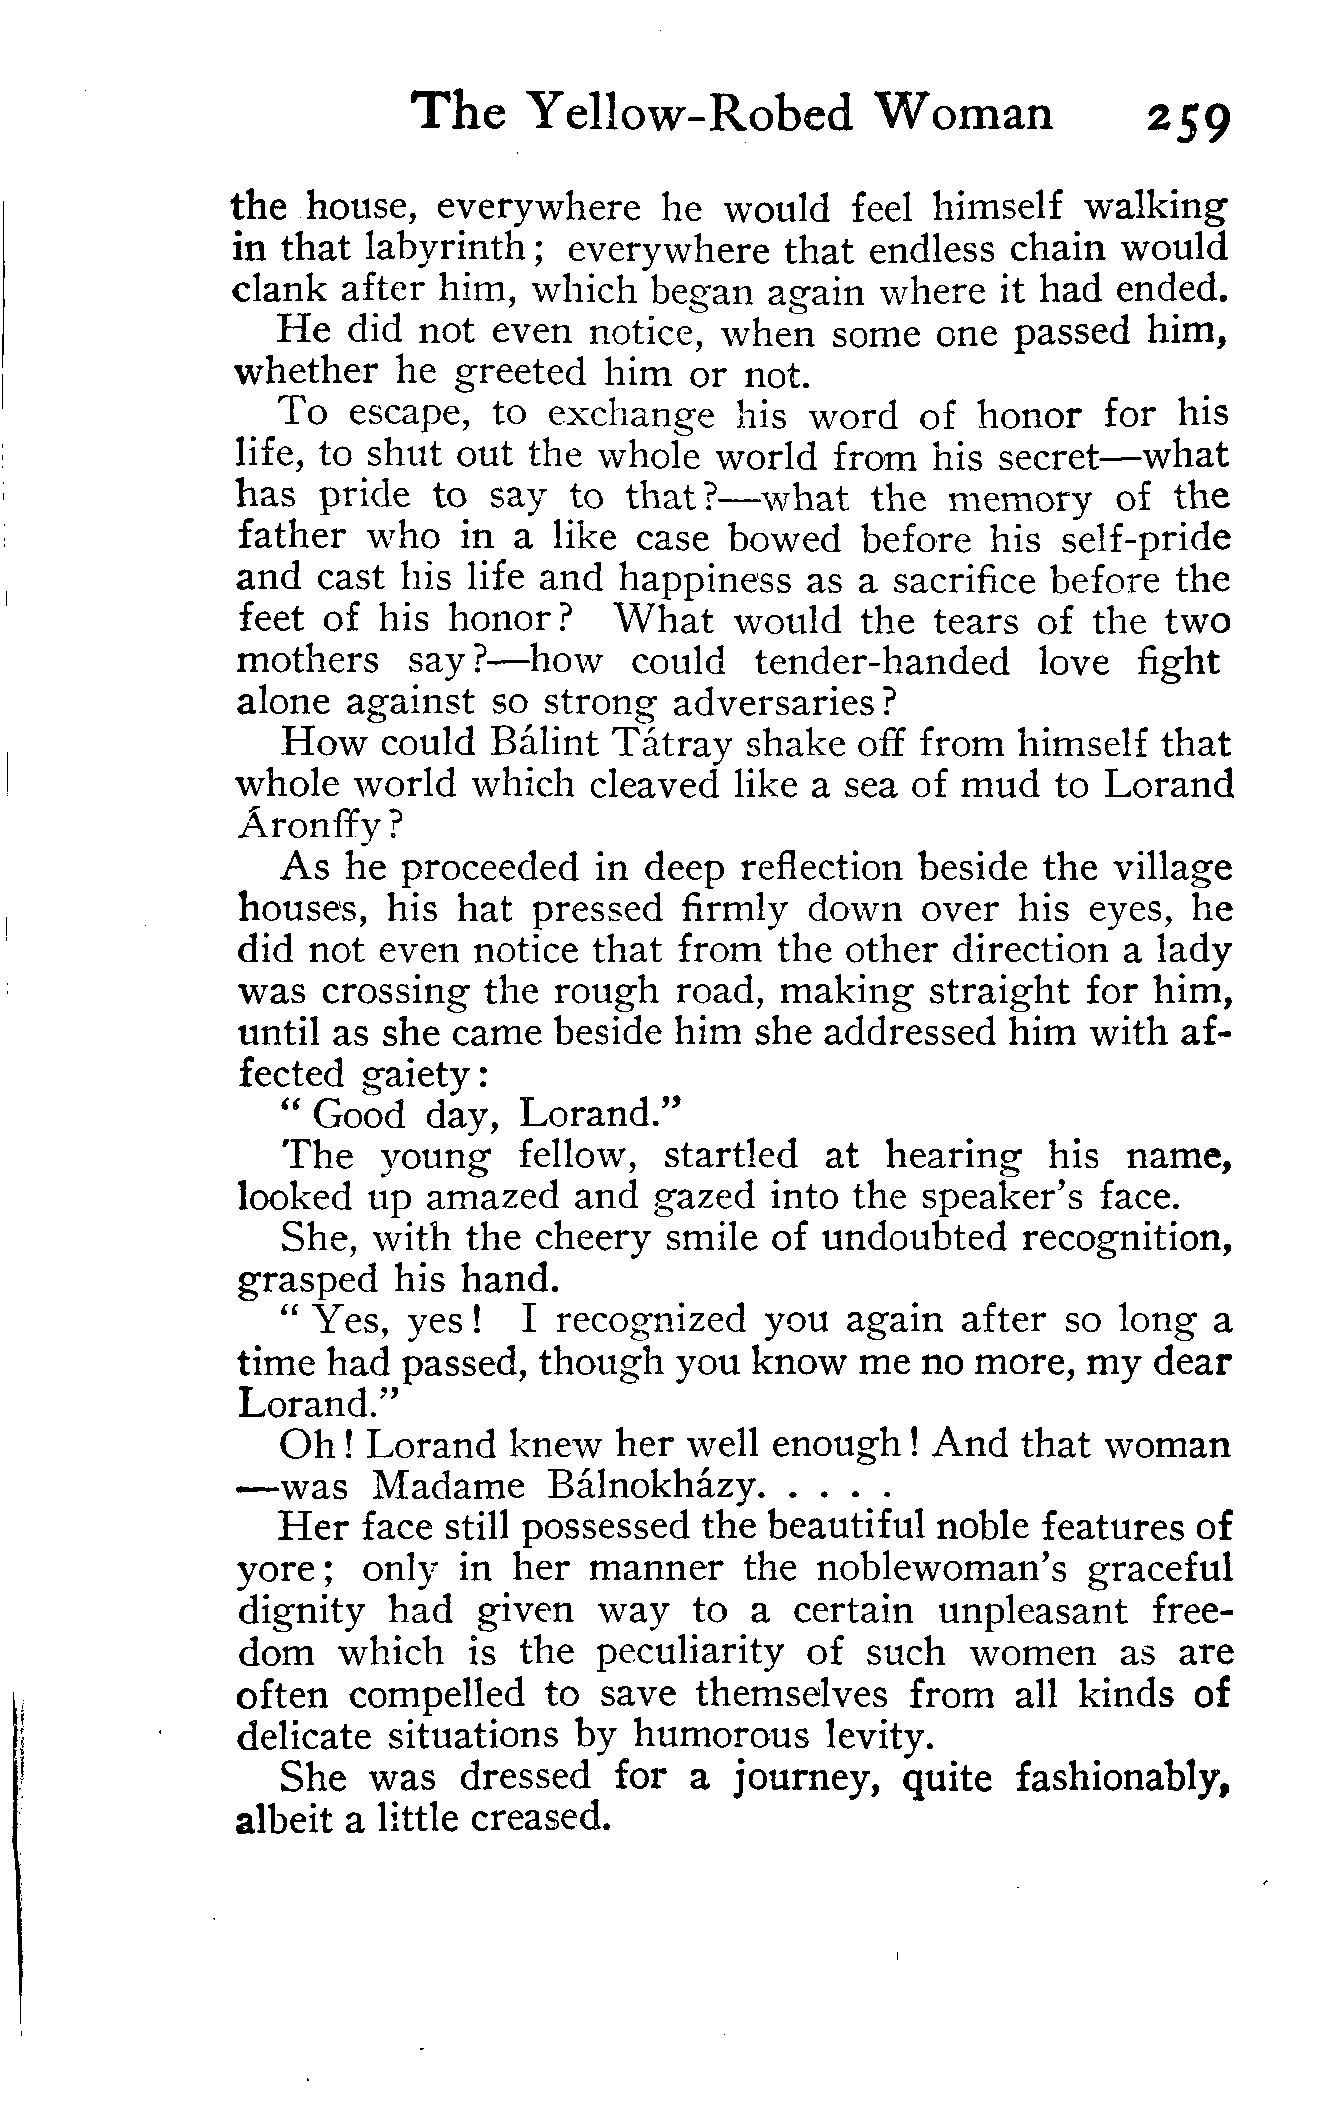 The Yellow-Robed Woman 259
the house, everywhere he would feel himself walking
in that labyrinth; everywhere that endless chain would
clank after him, which began again where it had ended.
He did not even notice, when some one passed him,
whether he greeted him or not.
To escape, to exchange his word of honor for his
life, to shut out the whole world from his secret—what
has pride to say to that?—what the memory of the
father who in a like case bowed before his self-pride
and cast his life and happiness as a sacrifice before the
feet of his honor? What would the tears of the two
mothers say?—how could tender-handed love fight
alone against so strong adversaries?
How could Bálint Tátray shake off from himself that
whole world which cleaved like a sea of mud to Lorand
Áronffy?
As he proceeded in deep reflection beside the village
houses, his hat pressed firmly down over his eyes, he
did not even notice that from the other direction a lady
was crossing the rough road, making straight for him,
until as she came beside him she addressed him with af-
fected gaiety:
" Good day, Lorand."
The young fellow, startled at hearing his name,
looked up amazed and gazed into the speaker's face.
She, with the cheery smile of undoubted recognition,
grasped his hand.
" Yes, yes! I recognized you again after so long a
time had passed, though you know me no more, my dear
Lorand."
Oh! Lorand knew her well enough! And that woman
—was Madame Bálnokházy. . . . .
Her face still possessed the beautiful noble features of
yore; only in her manner the noblewoman's graceful
dignity had given way to a certain unpleasant free-
dom which is the peculiarity of such women as are
often compelled to save themselves from all kinds of
delicate situations by humorous levity.
She was dressed for a journey, quite fashionably,
albeit a little creased.